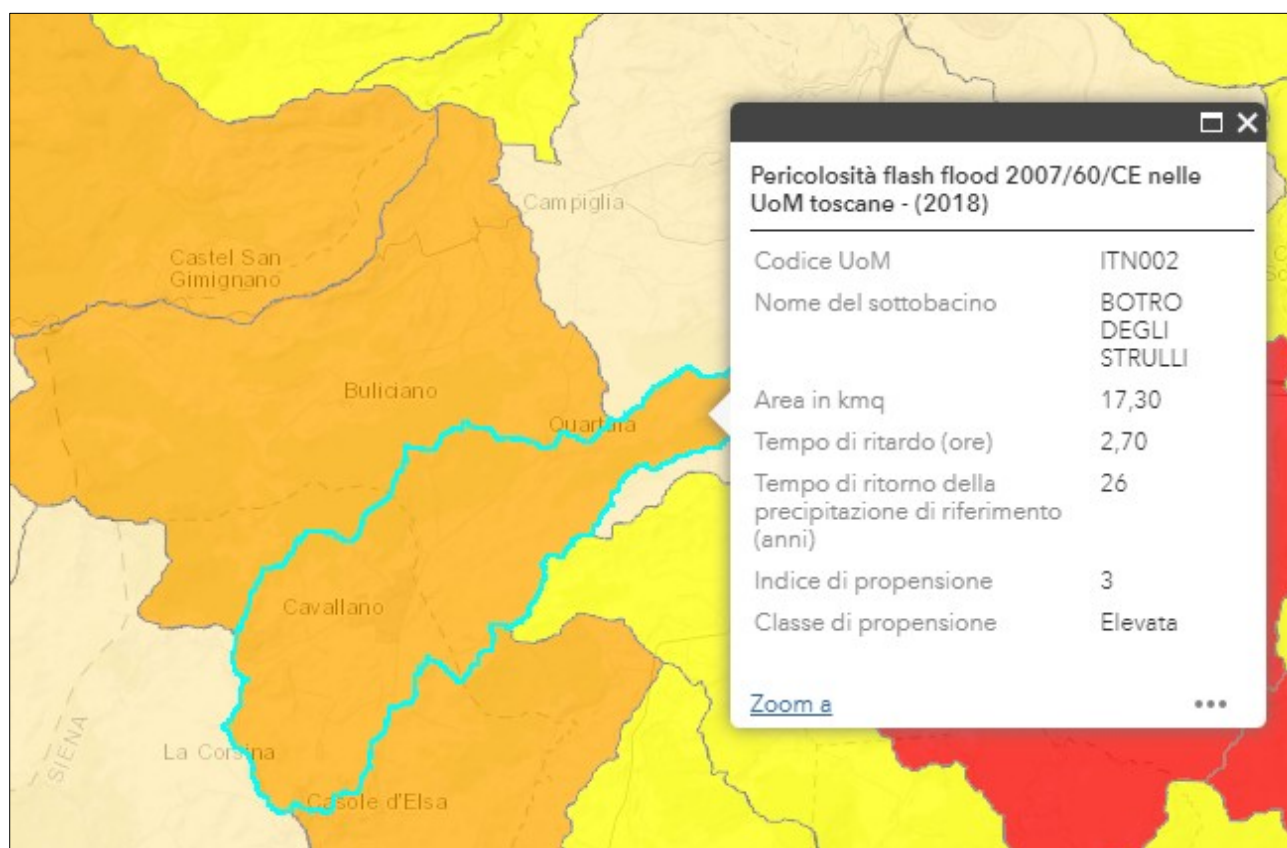 Campiglia
Castel San
Gimignano
Buliciano
Quartaia
Cavallano
SIENA
La Corsina
Casole d'Elsa
Pericolosità flash flood 2007/60/CE nelle
UoM toscane - (2018)
Codice UoM ITN002
Nome del sottobacino BOTRO
DEGLI
STRULLI
Area in kmq 17,30
Tempo di ritardo (ore) 2,70
Tempo di ritorno della 26
precipitazione di riferimento
(anni)
Indice di propensione 3
Classe di propensione Elevata
Zoom a